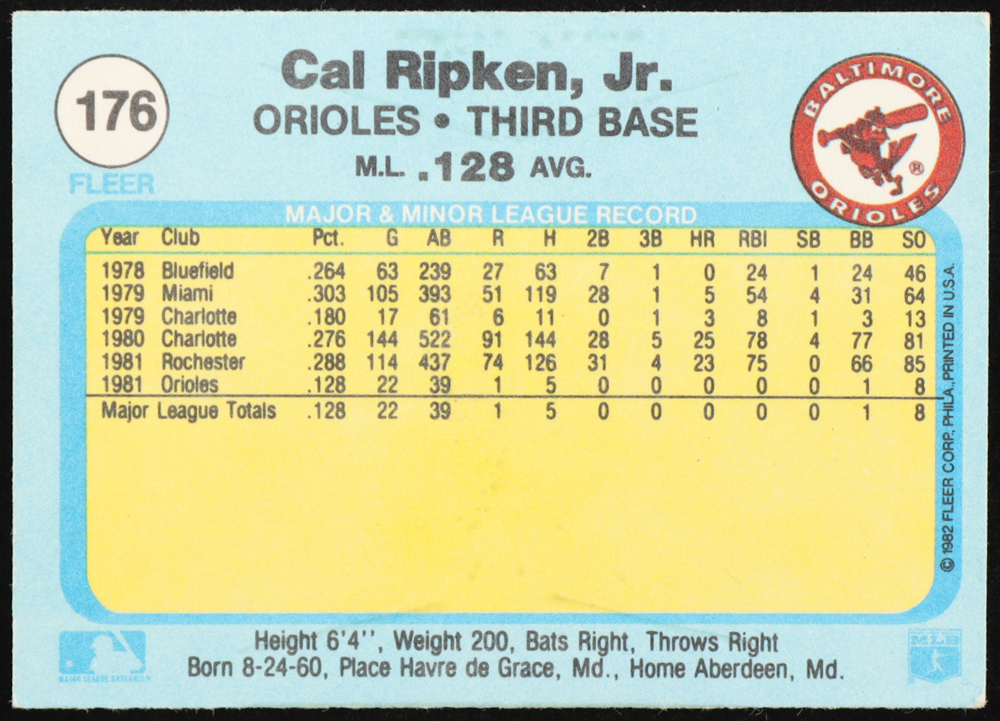 176
FLEER
Cal Ripken, Jr.
ORIOLES • THIRD BASE
M.L. .128 AVG.
BALTIMORE
ORIOLES
®
MAJOR & MINOR LEAGUE RECORD
Year Club Pct. G AB R H 2B 3B HR RBI SB BB SO
1978 Bluefield .264 63 239 27 63 7 1 0 24 1 24 46
1979 Miami .303 105 393 51 119 28 1 5 54 4 31 64
1979 Charlotte .180 17 61 6 11 0 1 3 8 1 3 13
1980 Charlotte .276 144 522 91 144 28 5 25 78 4 77 81
1981 Rochester .288 114 437 74 126 31 4 23 75 0 66 85
1981 Orioles .128 22 39 1 5 0 0 0 0 0 1 8
Major League Totals .128 22 39 1 5 0 0 0 0 0 1 8
© 1982 FLEER CORP., PHILA., PRINTED IN U.S.A.
Height 6'4'', Weight 200, Bats Right, Throws Right
Born 8-24-60, Place Havre de Grace, Md., Home Aberdeen, Md.
MAJOR LEAGUE BASEBALL
MLB